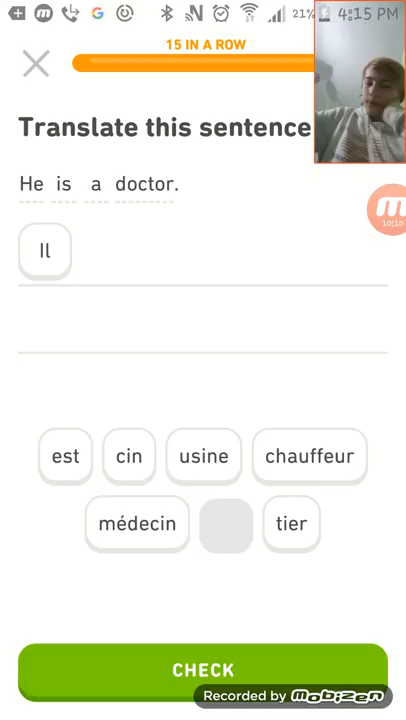 21% 4:15 PM
15 IN A ROW
Translate this sentence
He is a doctor.
10:10
Il
est cin usine chauffeur
médecin tier
CHECK
Recorded by mobizen